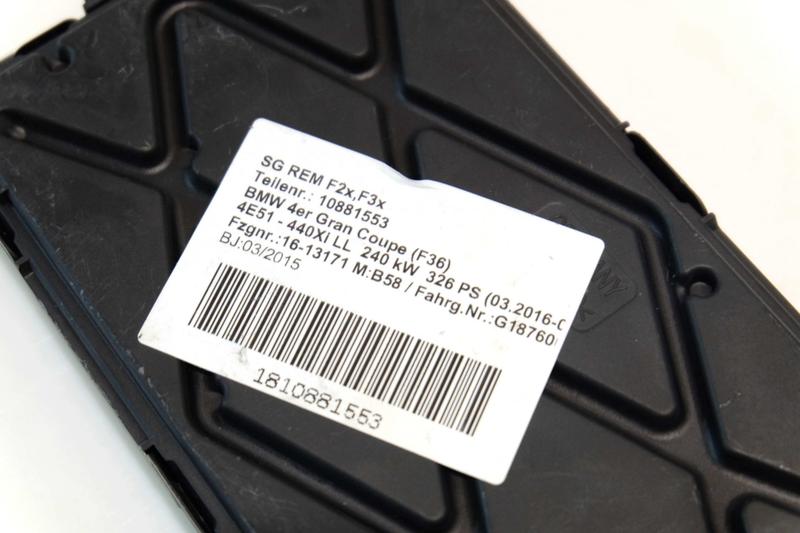 SG REM F2x,F3x
Teilenr.: 10881553
BMW 4er Gran Coupe (F36)
4E51 - 440Xi LL 240 kW 326 PS (03.2016-0
Fzgnr.:16-13171 M:B58 / Fahrg.Nr.:G18760
BJ:03/2015
1810881553